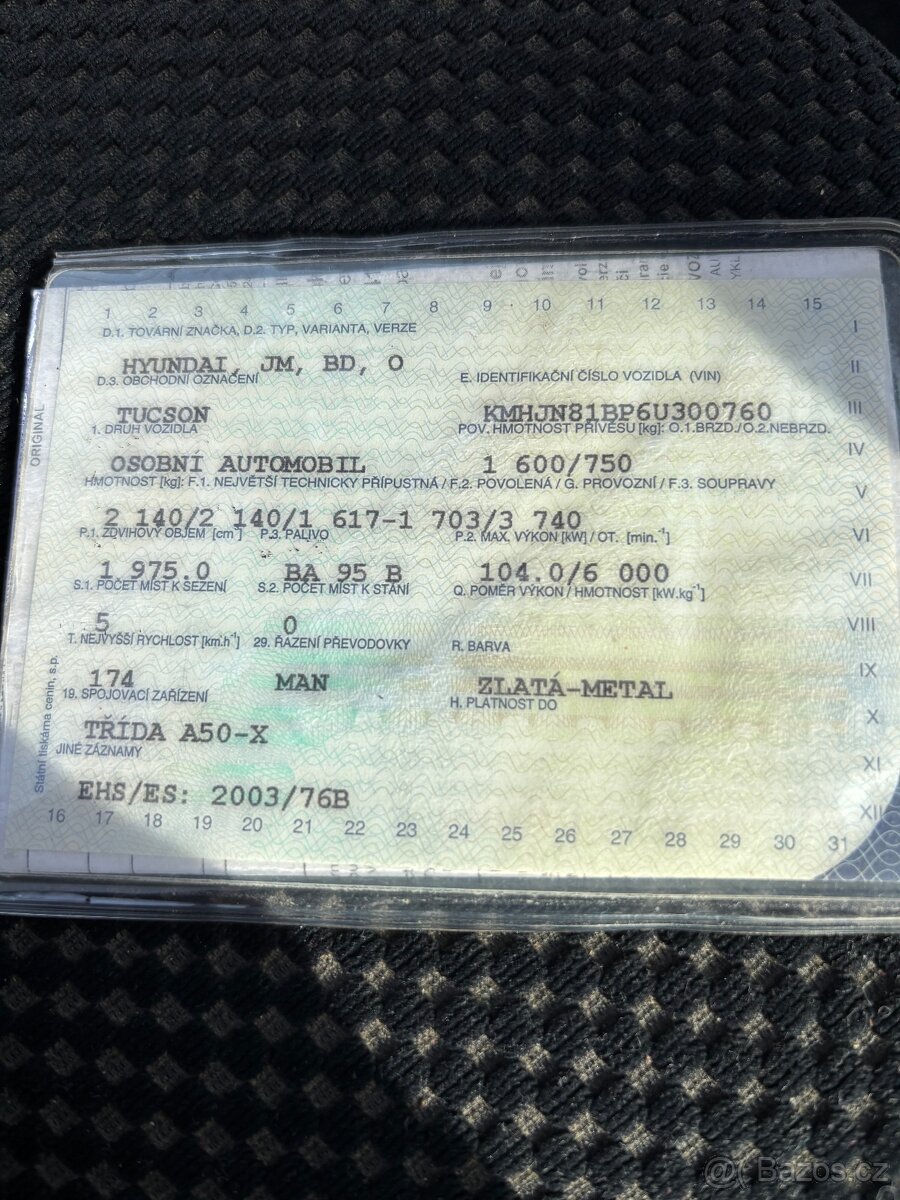 1 2 3 4 5 6 7 8 9 10 11 12 13 14 15
D.1. TOVÁRNÍ ZNAČKA, D.2. TYP, VARIANTA, VERZE I
HYUNDAI, JM, BD, O II
D.3. OBCHODNÍ OZNAČENÍ E. IDENTIFIKAČNÍ ČÍSLO VOZIDLA (VIN)
TUCSON KMHJN81BP6U300760 III
1. DRUH VOZIDLA POV. HMOTNOST PŘÍVĚSU [kg]: O.1.BRZD./O.2.NEBRZD.
OSOBNÍ AUTOMOBIL 1 600/750 IV
HMOTNOST [kg]: F.1. NEJVĚTŠÍ TECHNICKY PŘÍPUSTNÁ / F.2. POVOLENÁ / G. PROVOZNÍ / F.3. SOUPRAVY V
2 140/2 140/1 617-1 703/3 740
P.1. ZDVIHOVÝ OBJEM [cm³] P.3. PALIVO P.2. MAX. VÝKON [kW] / OT. [min.-1] VI
1 975.0 BA 95 B 104.0/6 000 VII
S.1. POČET MÍST K SEZENÍ S.2. POČET MÍST K STÁNÍ Q. POMĚR VÝKON / HMOTNOST [kW.kg-1]
5 0 VIII
T. NEJVYŠŠÍ RYCHLOST [km.h-1] 29. ŘAZENÍ PŘEVODOVKY R. BARVA
174 MAN ZLATÁ-METAL IX
19. SPOJOVACÍ ZAŘÍZENÍ H. PLATNOST DO
TŘÍDA A50-X X
JINÉ ZÁZNAMY XI
EHS/ES: 2003/76B XII
16 17 18 19 20 21 22 23 24 25 26 27 28 29 30 31
ORIGINÁL
Státní tiskárna cenin, s.p.
Bazos.cz